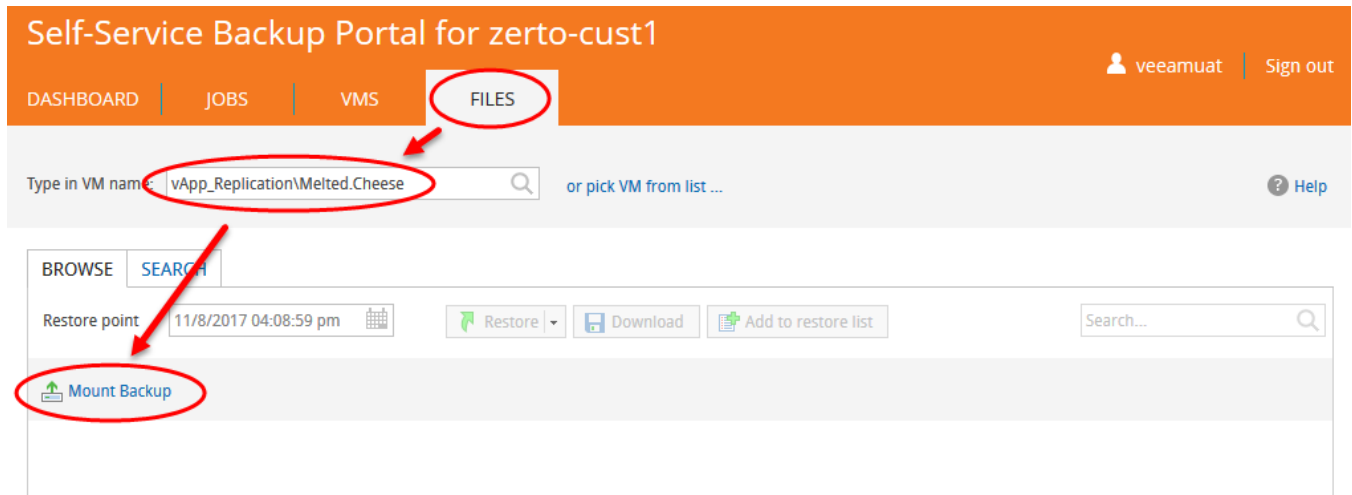 Self-Service Backup Portal for zerto-cust1
veeamuat Sign out
DASHBOARD JOBS VMS FILES
Type in VM name: vApp_Replication\Melted.Cheese or pick VM from list ... Help
BROWSE SEARCH
Restore point 11/8/2017 04:08:59 pm Restore Download Add to restore list Search...
Mount Backup